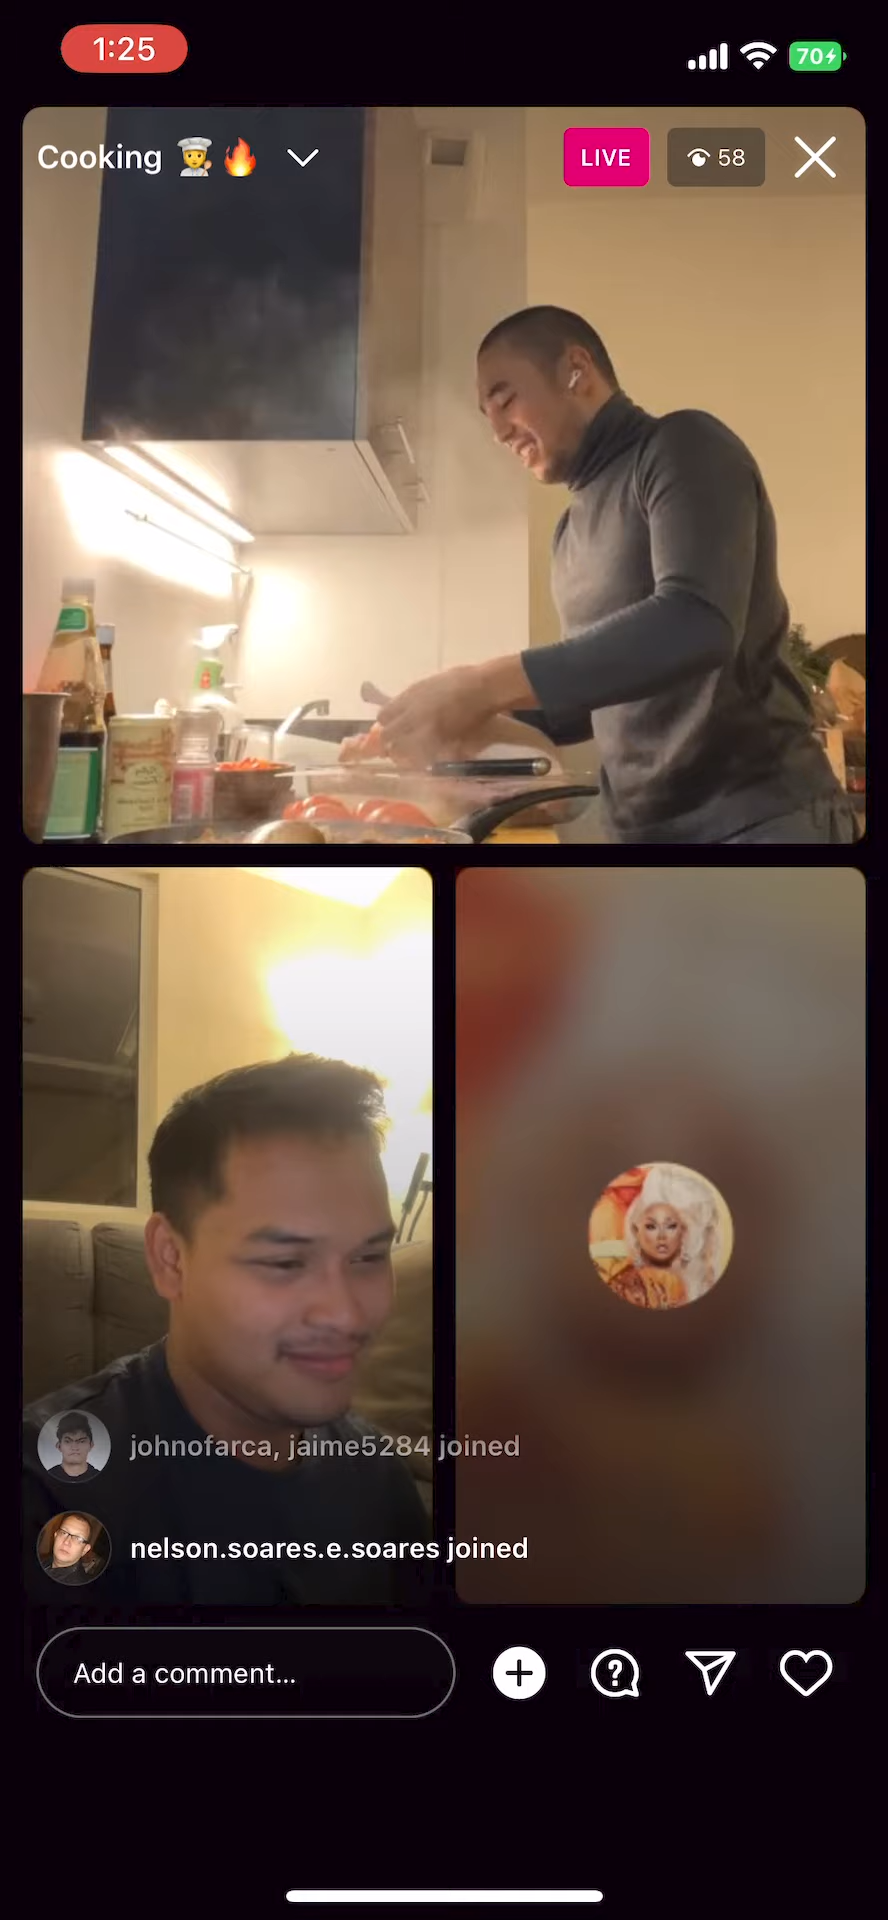 1:25
70
Cooking 👩‍🍳🔥
LIVE
58
johnofarca, jaime5284 joined
nelson.soares.e.soares joined
Add a comment...